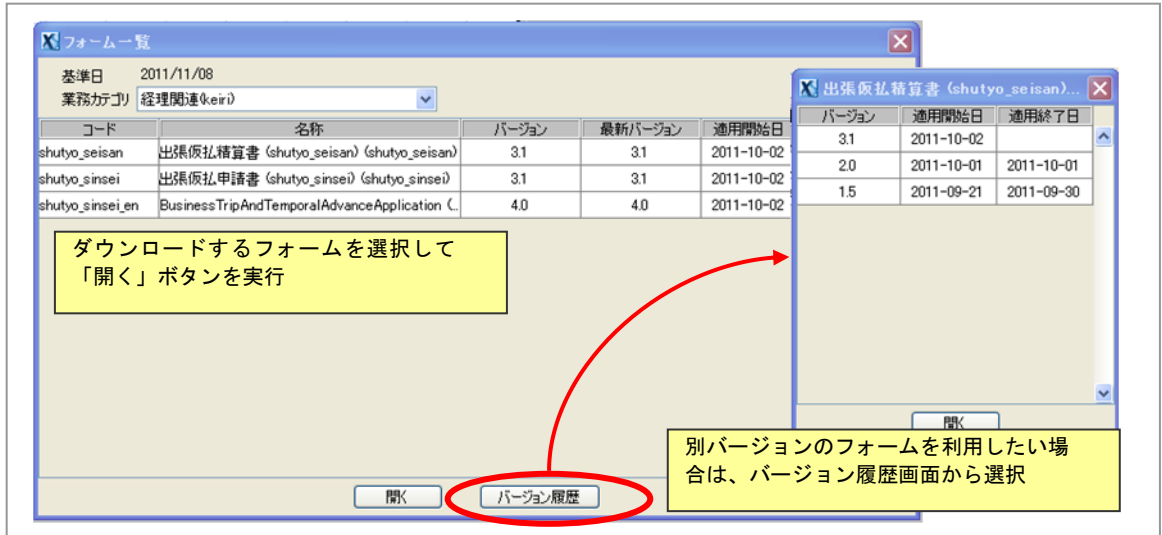 フォーム一覧
基準日 2011/11/08
業務カテゴリ 経理関連(keiri)
コード 名称 バージョン 最新バージョン 適用開始日
shutyo_seisan 出張仮払精算書 (shutyo_seisan) (shutyo_seisan) 3.1 3.1 2011-10-02
shutyo_sinsei 出張仮払申請書 (shutyo_sinsei) (shutyo_sinsei) 3.1 3.1 2011-10-02
shutyo_sinsei_en BusinessTripAndTemporalAdvanceApplication (... 4.0 4.0 2011-10-02
ダウンロードするフォームを選択して
「開く」ボタンを実行
開く バージョン履歴
出張仮払精算書 (shutyo_seisan)...
バージョン 適用開始日 適用終了日
3.1 2011-10-02
2.0 2011-10-01 2011-10-01
1.5 2011-09-21 2011-09-30
開く
別バージョンのフォームを利用したい場
合は、バージョン履歴画面から選択